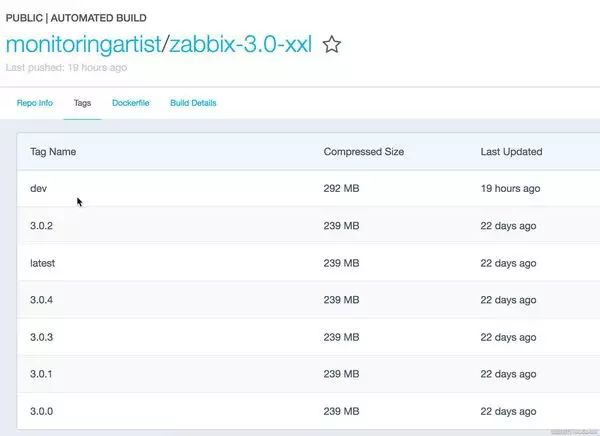 PUBLIC | AUTOMATED BUILD
monitoringartist/zabbix-3.0-xxl
Last pushed: 19 hours ago
Repo Info Tags Dockerfile Build Details
Tag Name Compressed Size Last Updated
dev 292 MB 19 hours ago
3.0.2 239 MB 22 days ago
latest 239 MB 22 days ago
3.0.4 239 MB 22 days ago
3.0.3 239 MB 22 days ago
3.0.1 239 MB 22 days ago
3.0.0 239 MB 22 days ago